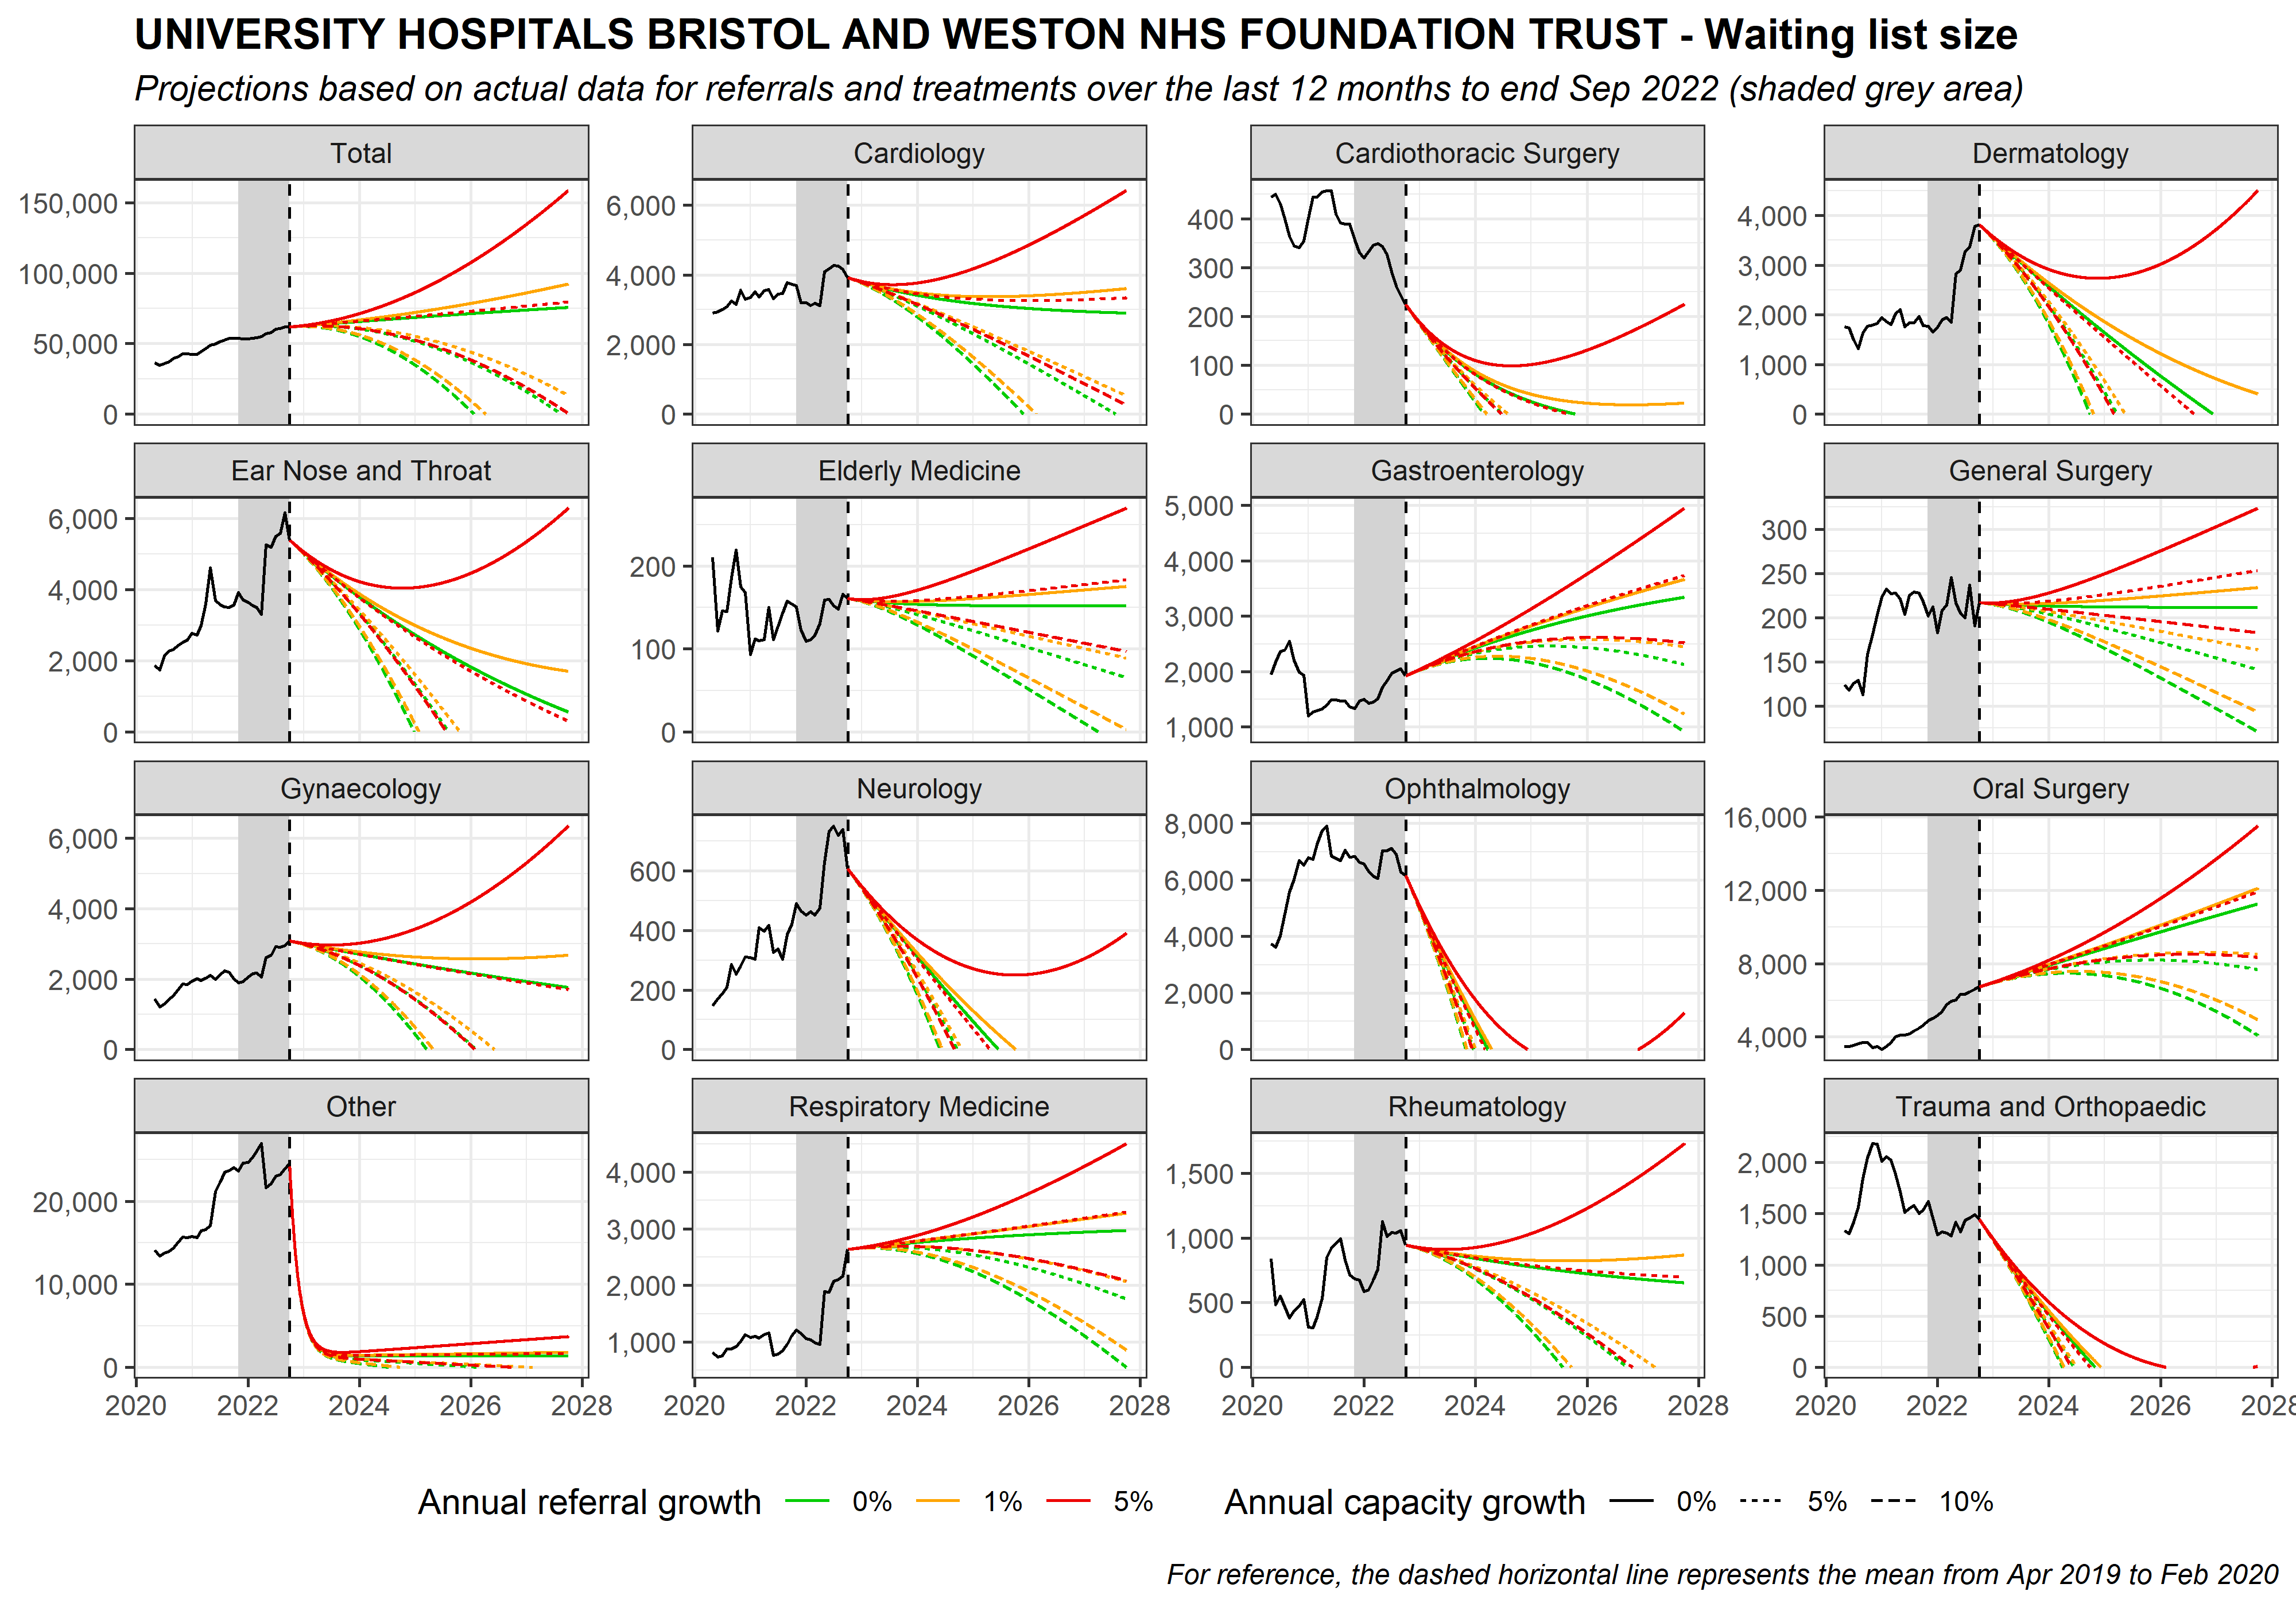 UNIVERSITY HOSPITALS BRISTOL AND WESTON NHS FOUNDATION TRUST - Waiting list size
Projections based on actual data for referrals and treatments over the last 12 months to end Sep 2022 (shaded grey area)
Total
Cardiology
Cardiothoracic Surgery
Dermatology
150,000
100,000
50,000
0
6,000
4,000
2,000
0
400
300
200
100
0
4,000
3,000
2,000
1,000
0
Ear Nose and Throat
Elderly Medicine
Gastroenterology
General Surgery
6,000
4,000
2,000
0
200
100
0
5,000
4,000
3,000
2,000
1,000
300
250
200
150
100
Gynaecology
Neurology
Ophthalmology
Oral Surgery
6,000
4,000
2,000
0
600
400
200
0
8,000
6,000
4,000
2,000
0
16,000
12,000
8,000
4,000
Other
Respiratory Medicine
Rheumatology
Trauma and Orthopaedic
20,000
10,000
0
4,000
3,000
2,000
1,000
1,500
1,000
500
0
2,000
1,500
1,000
500
0
2020 2022 2024 2026 2028
2020 2022 2024 2026 2028
2020 2022 2024 2026 2028
2020 2022 2024 2026 2028
Annual referral growth 0% 1% 5% Annual capacity growth 0% 5% 10%
For reference, the dashed horizontal line represents the mean from Apr 2019 to Feb 2020